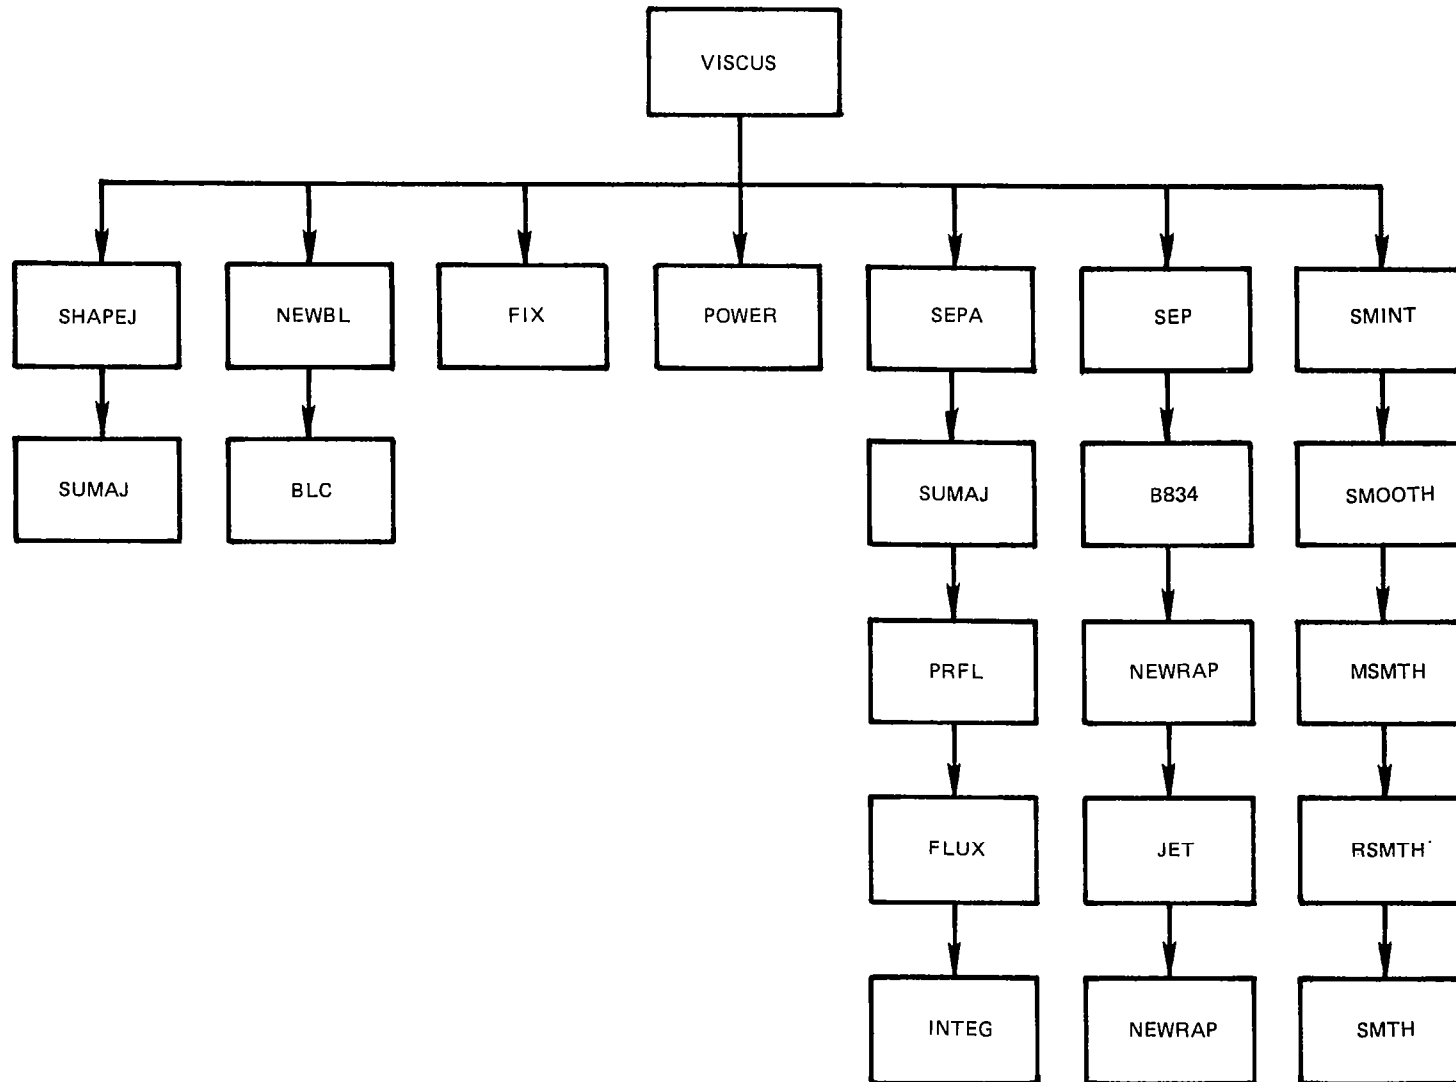 VISCUS
SHAPEJ NEWBL FIX POWER SEPA SEP SMINT
SUMAJ BLC SUMAJ B834 SMOOTH
PRFL NEWRAP MSMTH
FLUX JET RSMTH
INTEG NEWRAP SMTH